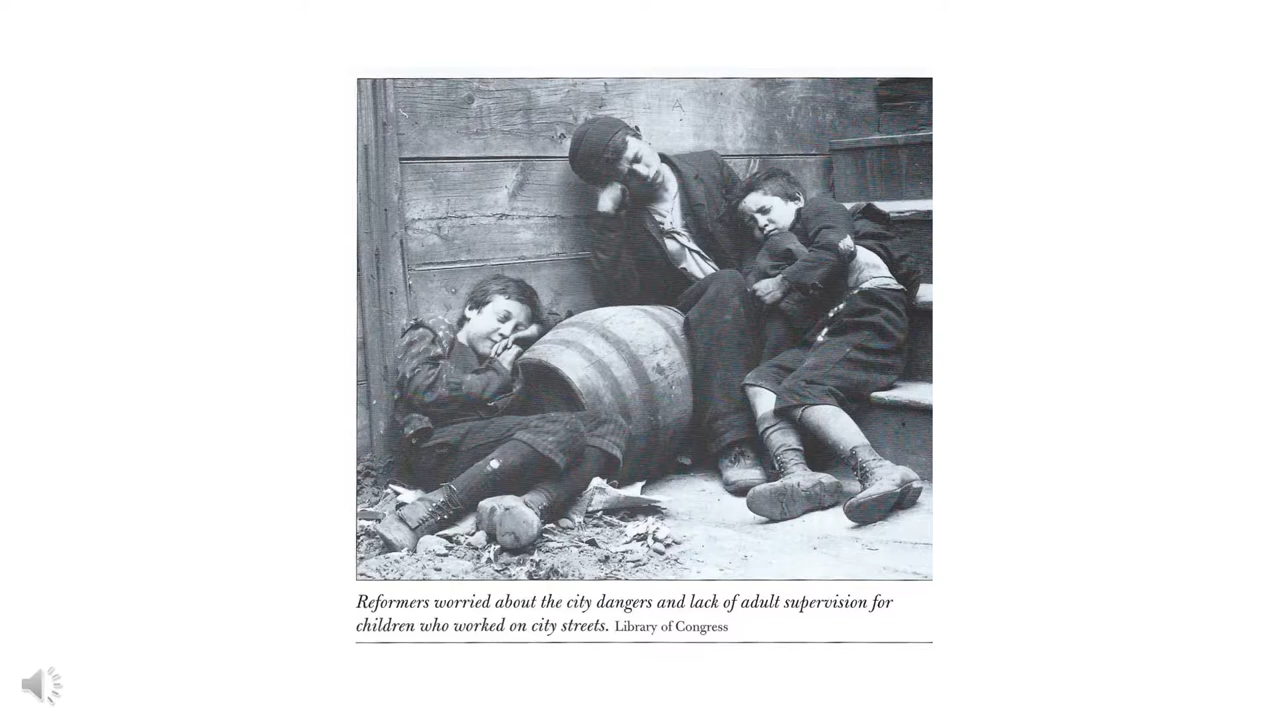 Reformers worried about the city dangers and lack of adult supervision for
children who worked on city streets. Library of Congress